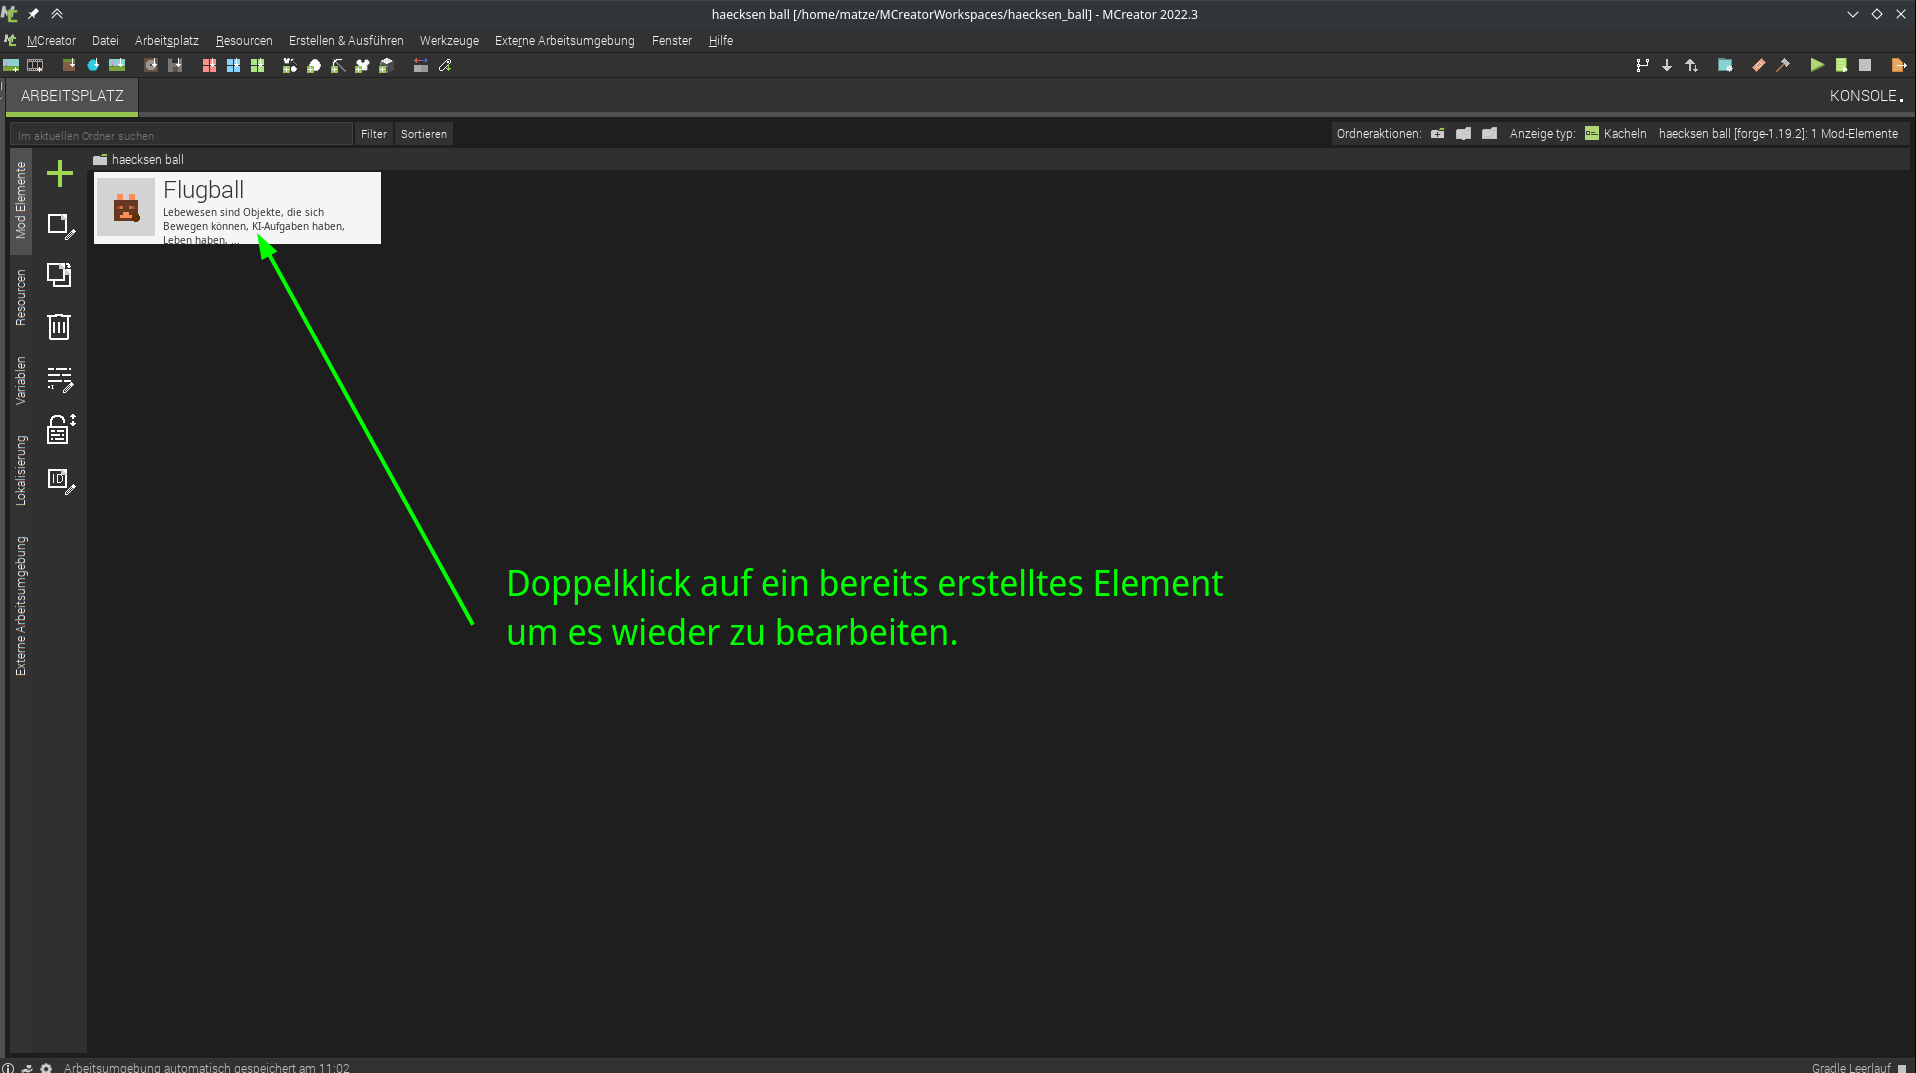 haecksen ball [/home/matze/MCreatorWorkspaces/haecksen_ball] - MCreator 2022.3
MCreator Datei Arbeitsplatz Resourcen Erstellen & Ausführen Werkzeuge Externe Arbeitsumgebung Fenster Hilfe
ARBEITSPLATZ
KONSOLE
Im aktuellen Ordner suchen Filter Sortieren
Ordneraktionen: Anzeige typ: Kacheln haecksen ball [forge-1.19.2]: 1 Mod-Elemente
haecksen ball
Mod Elemente
Resourcen
Variablen
Lokalisierung
Externe Arbeitsumgebung
ID
Flugball
Lebewesen sind Objekte, die sich
Bewegen können, KI-Aufgaben haben,
Leben haben, ...
Doppelklick auf ein bereits erstelltes Element
um es wieder zu bearbeiten.
Arbeitsumgebung automatisch gespeichert am 11:02
Gradle Leerlauf